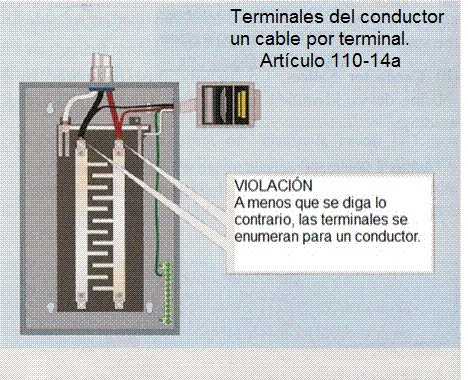 Terminales del conductor
un cable por terminal.
Artículo 110-14a
VIOLACIÓN
A menos que se diga lo
contrario, las terminales se
enumeran para un conductor.